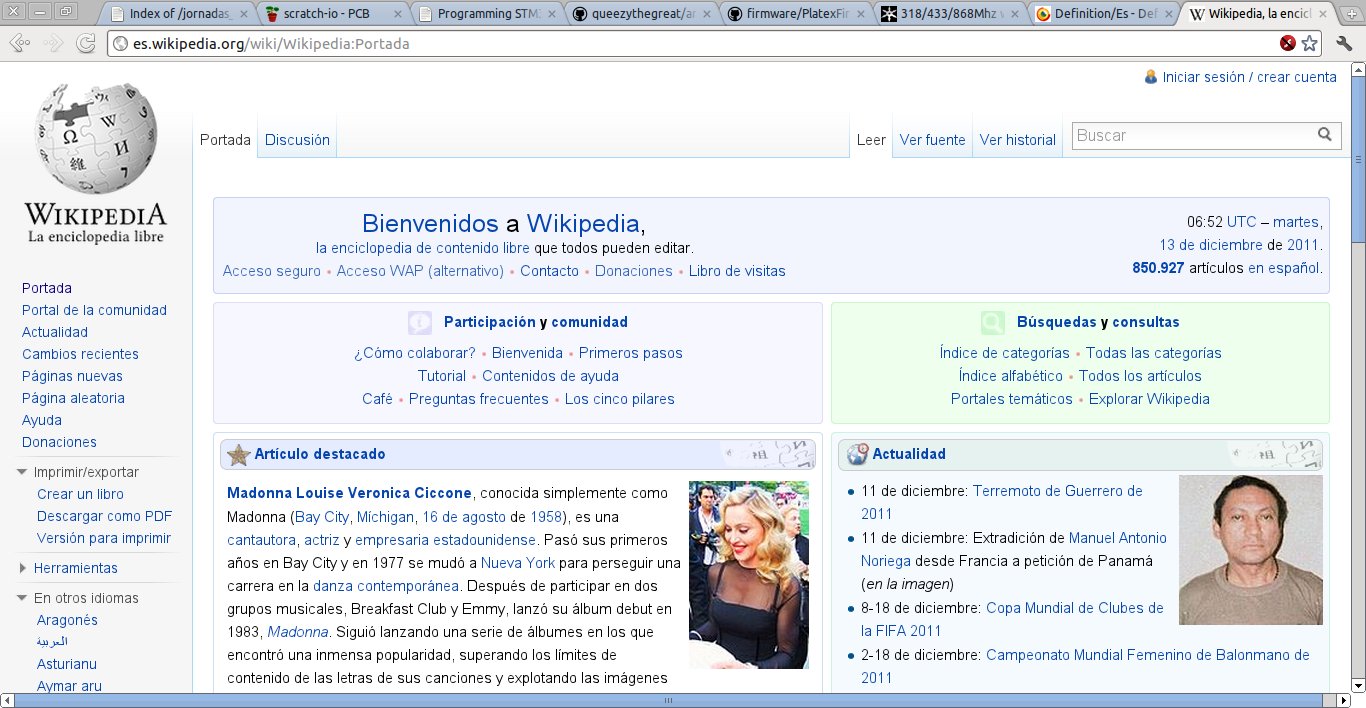 Index of /jornadas_
scratch-io - PCB
Programming STM
queezythegreat/ar
firmware/PlatexFir
318/433/868Mhz
Definition/Es - Def
Wikipedia, la encicl
es.wikipedia.org/wiki/Wikipedia:Portada
Iniciar sesión / crear cuenta
Portada
Discusión
Leer
Ver fuente
Ver historial
Buscar
WIKIPEDIA
La enciclopedia libre
Bienvenidos a Wikipedia,
la enciclopedia de contenido libre que todos pueden editar.
Acceso seguro • Acceso WAP (alternativo) • Contacto • Donaciones • Libro de visitas
06:52 UTC – martes,
13 de diciembre de 2011.
850.927 artículos en español.
Portada
Portal de la comunidad
Actualidad
Cambios recientes
Páginas nuevas
Página aleatoria
Ayuda
Donaciones
Imprimir/exportar
Crear un libro
Descargar como PDF
Versión para imprimir
Herramientas
En otros idiomas
Aragonés
العربية
Asturianu
Aymar aru
Participación y comunidad
¿Cómo colaborar? • Bienvenida • Primeros pasos
Tutorial • Contenidos de ayuda
Café • Preguntas frecuentes • Los cinco pilares
Búsquedas y consultas
Índice de categorías • Todas las categorías
Índice alfabético • Todos los artículos
Portales temáticos • Explorar Wikipedia
Artículo destacado
Madonna Louise Veronica Ciccone, conocida simplemente como
Madonna (Bay City, Míchigan, 16 de agosto de 1958), es una
cantautora, actriz y empresaria estadounidense. Pasó sus primeros
años en Bay City y en 1977 se mudó a Nueva York para perseguir una
carrera en la danza contemporánea. Después de participar en dos
grupos musicales, Breakfast Club y Emmy, lanzó su álbum debut en
1983, Madonna. Siguió lanzando una serie de álbumes en los que
encontró una inmensa popularidad, superando los límites de
contenido de las letras de sus canciones y explotando las imágenes
Actualidad
11 de diciembre: Terremoto de Guerrero de
2011
11 de diciembre: Extradición de Manuel Antonio
Noriega desde Francia a petición de Panamá
(en la imagen)
8-18 de diciembre: Copa Mundial de Clubes de
la FIFA 2011
2-18 de diciembre: Campeonato Mundial Femenino de Balonmano de
2011